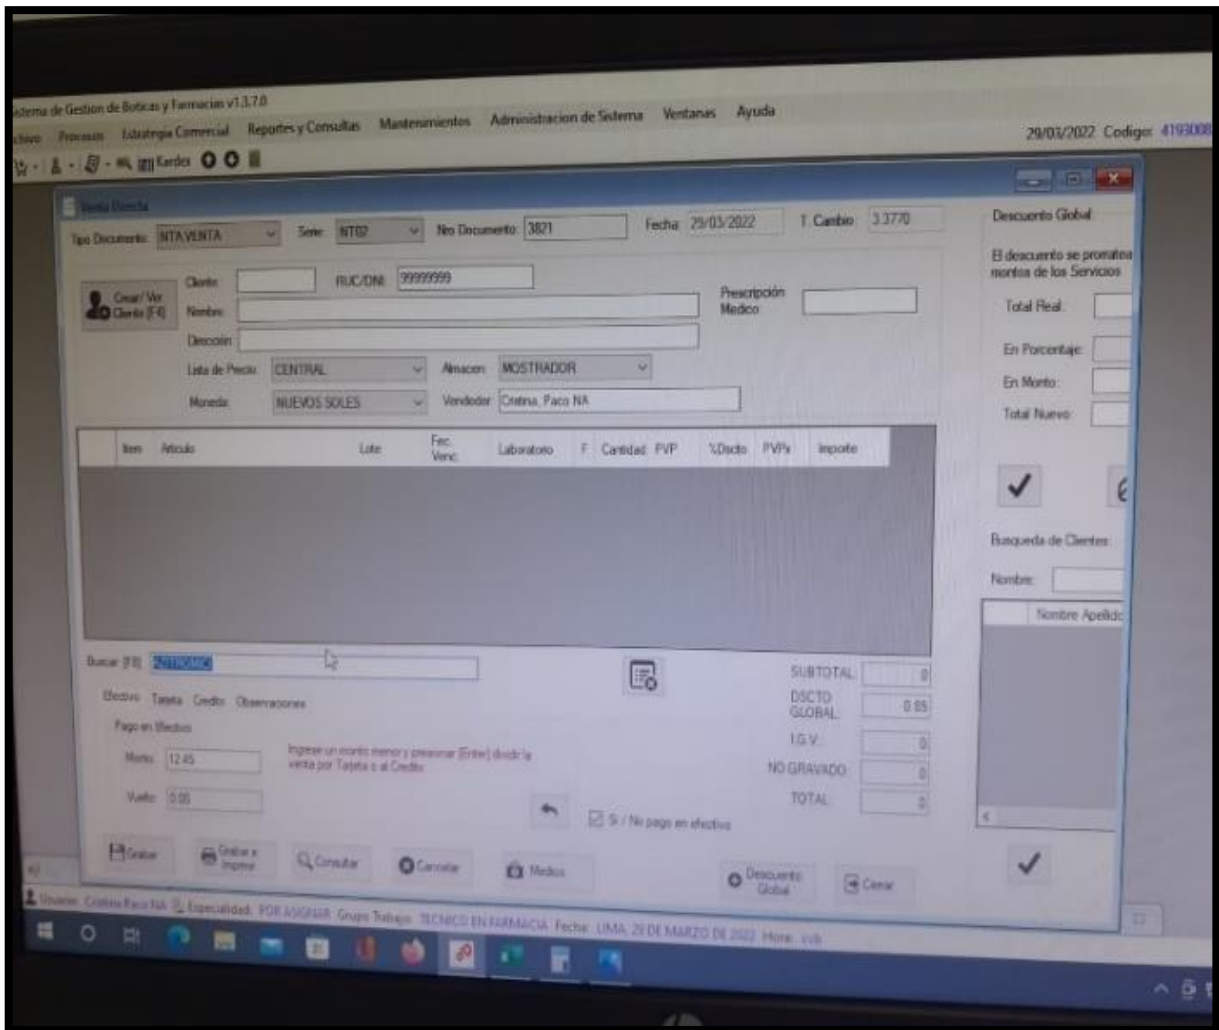 istema de Gestion de Boticas y Farmacias v1.3.7.0
chivo Procesos Estrategia Comercial Reportes y Consultas Mantenimientos Administracion de Sistema Ventanas Ayuda
29/03/2022 Codigo: 4193008
Kardex
Venta Directa
Tipo Documento: NTA.VENTA Serie: NT02 Nro Documento: 3821 Fecha: 29/03/2022 T. Cambio: 3.3770
Descuento Global:
El descuento se prorratea
montos de los Servicios
Crear/ Ver
Cliente [F4]
Cliente: RUC/DNI: 99999999
Nombre:
Prescripción
Medico:
Total Real:
Dirección:
En Porcentaje:
Lista de Precio: CENTRAL Almacen: MOSTRADOR
En Monto:
Moneda: NUEVOS SOLES Vendedor: Cristina, Paco NA
Total Nuevo:
Item Articulo Lote Fec. Venc. Laboratorio F Cantidad PVP %Dscto PVPx Importe
Busqueda de Clientes:
Nombre:
Nombre Apellido
Buscar [F8]
SUBTOTAL: 0
Efectivo Tarjeta Credito Observaciones
DSCTO
GLOBAL: 0.85
Pago en Efectivo
I.G.V.: 0
Monto: 12.45
Ingrese un monto menor y presionar [Enter] dividir la
venta por Tarjeta o al Credito
NO GRAVADO: 0
Vuelto: 0.05
TOTAL: 0
Si / No pago en efectivo
Grabar
Grabar e
Imprimir
Consultar
Cancelar
Medico
Descuento
Global
Cerrar
Usuario: Cristina Paco NA Especialidad: POR ASIGNAR Grupo Trabajo: TECNICO EN FARMACIA Fecha: LIMA, 29 DE MARZO DE 2022 Hora: